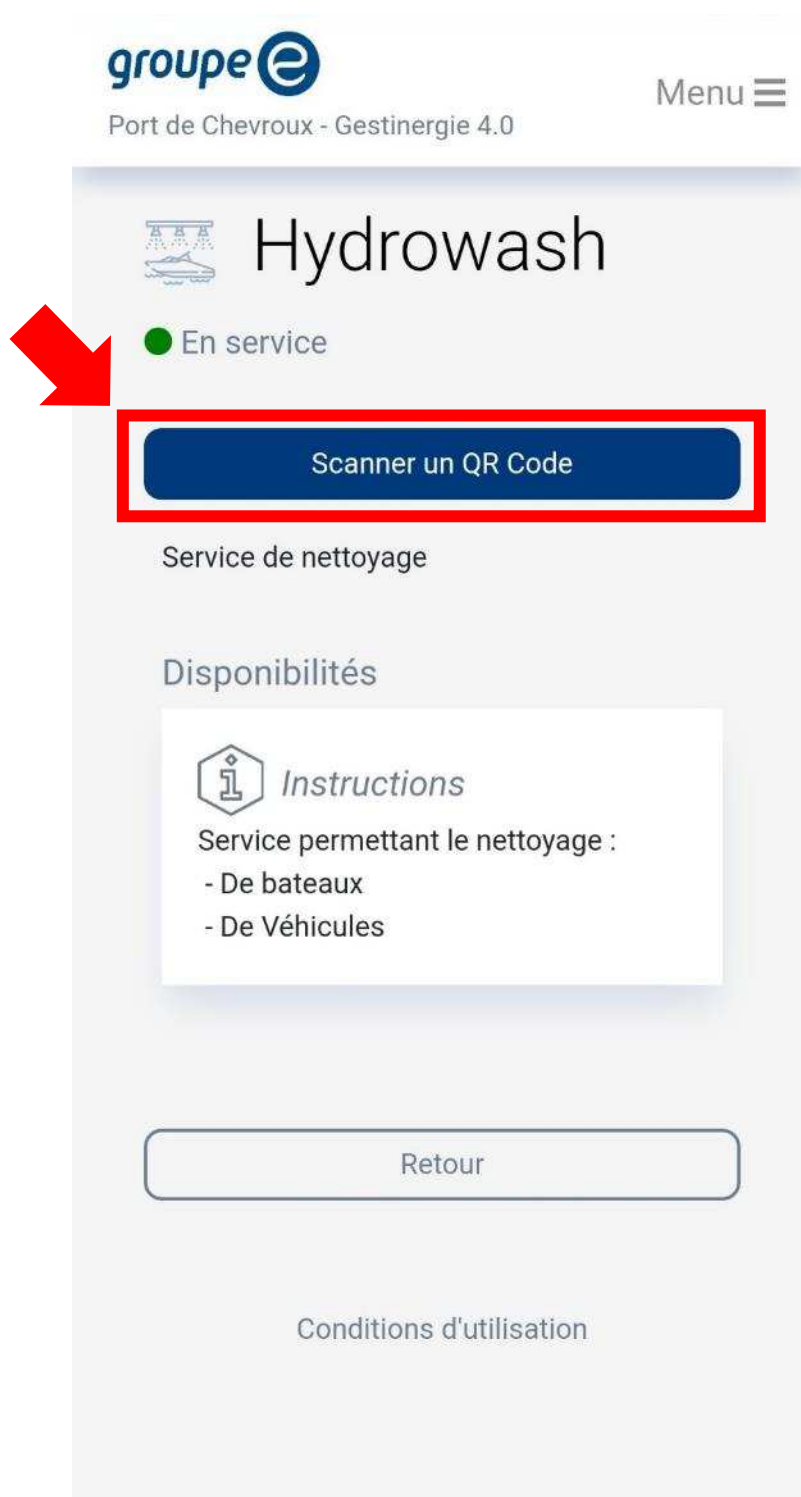 groupe e
Port de Chevroux - Gestinergie 4.0
Menu
Hydrowash
En service
Scanner un QR Code
Service de nettoyage
Disponibilités
Instructions
Service permettant le nettoyage :
- De bateaux
- De Véhicules
Retour
Conditions d'utilisation